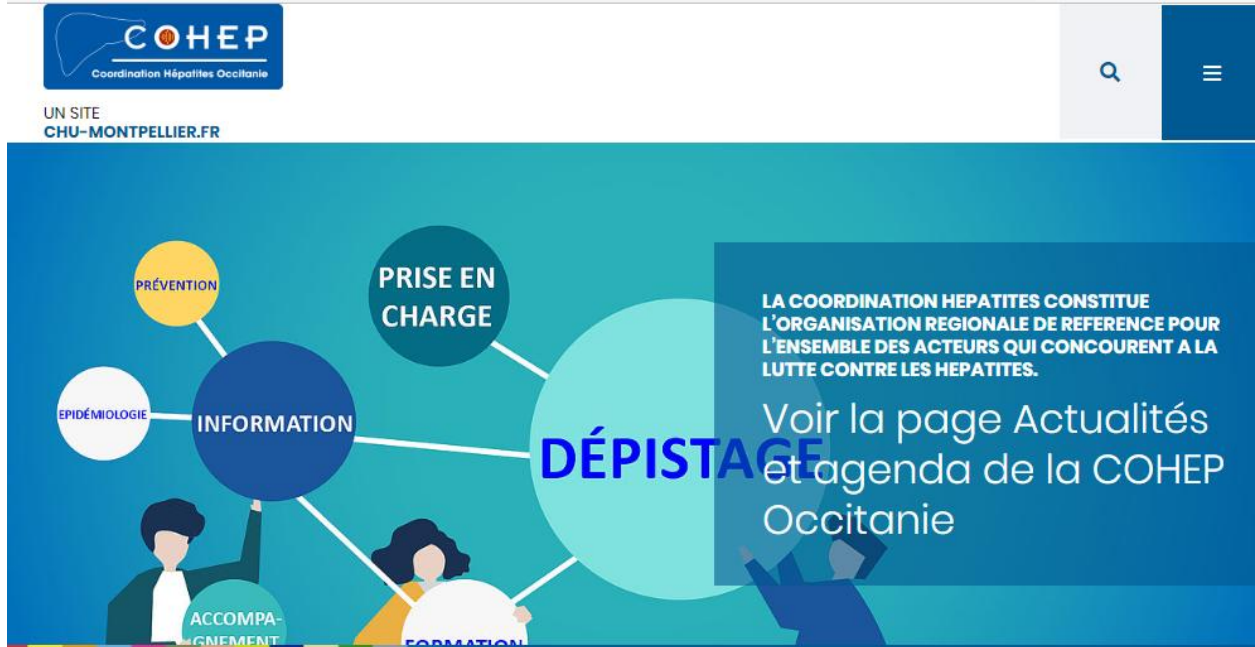 COHEP
Coordination Hépatites Occitanie
UN SITE
CHU-MONTPELLIER.FR
PRÉVENTION
PRISE EN
CHARGE
EPIDÉMIOLOGIE
INFORMATION
DÉPISTAGE
ACCOMPA-
GNEMENT
FORMATION
LA COORDINATION HEPATITES CONSTITUE
L'ORGANISATION REGIONALE DE REFERENCE POUR
L'ENSEMBLE DES ACTEURS QUI CONCOURENT A LA
LUTTE CONTRE LES HEPATITES.
Voir la page Actualités
et agenda de la COHEP
Occitanie